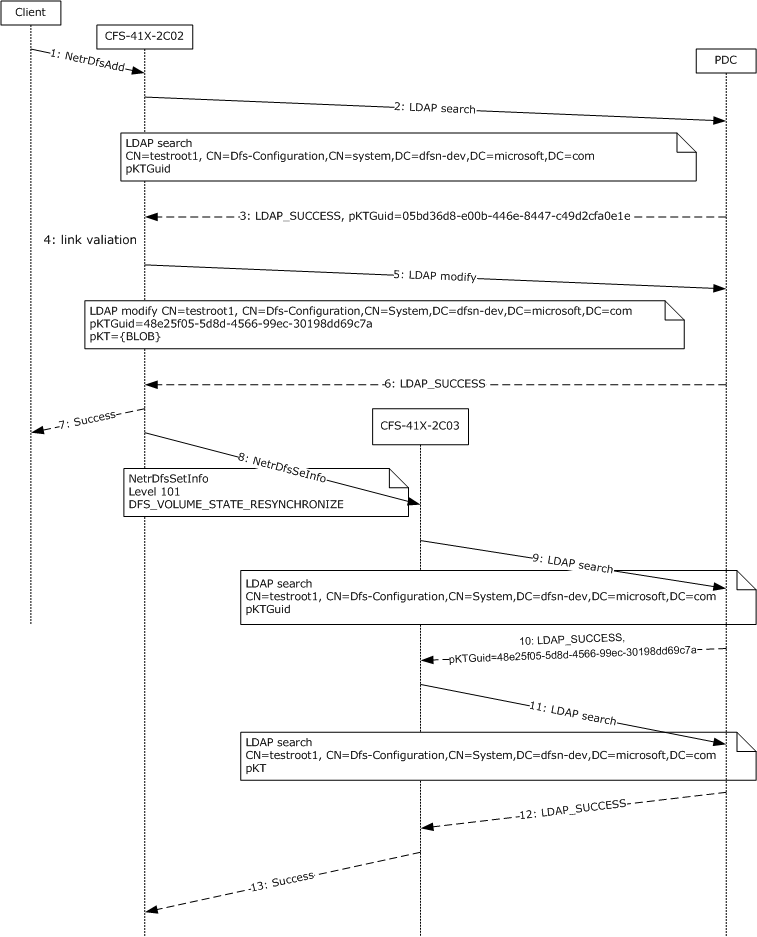 Client
CFS-41X-2C02
PDC
1: NetrDfsAdd
2: LDAP search
LDAP search
CN=testroot1, CN=Dfs-Configuration,CN=system,DC=dfsn-dev,DC=microsoft,DC=com
pKTGuid
3: LDAP_SUCCESS, pKTGuid=05bd36d8-e00b-446e-8447-c49d2cfa0e1e
4: link valiation
5: LDAP modify
LDAP modify CN=testroot1, CN=Dfs-Configuration,CN=System,DC=dfsn-dev,DC=microsoft,DC=com
pKTGuid=48e25f05-5d8d-4566-99ec-30198dd69c7a
pKT={BLOB}
6: LDAP_SUCCESS
7: Success
CFS-41X-2C03
8: NetrDfsSeInfo
NetrDfsSetInfo
Level 101
DFS_VOLUME_STATE_RESYNCHRONIZE
9: LDAP search
LDAP search
CN=testroot1, CN=Dfs-Configuration,CN=System,DC=dfsn-dev,DC=microsoft,DC=com
pKTGuid
10: LDAP_SUCCESS,
pKTGuid=48e25f05-5d8d-4566-99ec-30198dd69c7a
11: LDAP search
LDAP search
CN=testroot1, CN=Dfs-Configuration,CN=System,DC=dfsn-dev,DC=microsoft,DC=com
pKT
12: LDAP_SUCCESS
13: Success